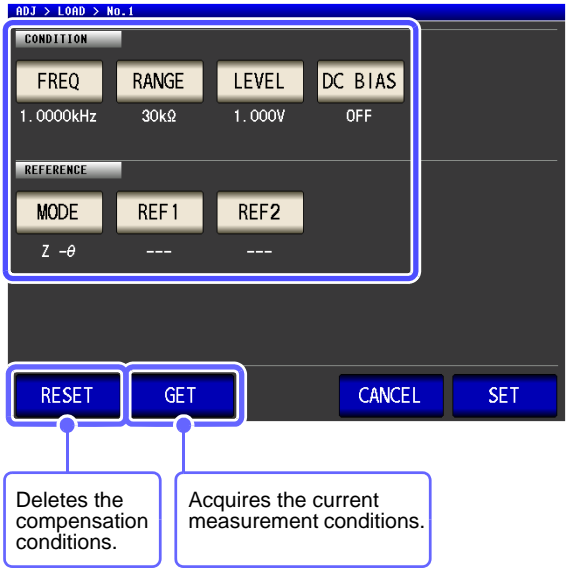 ADJ > LOAD > No.1
CONDITION
FREQ RANGE LEVEL DC BIAS
1.0000kHz 30kΩ 1.000V OFF
REFERENCE
MODE REF1 REF2
Z -θ --- ---
RESET GET CANCEL SET
Deletes the
compensation
conditions.
Acquires the current
measurement conditions.